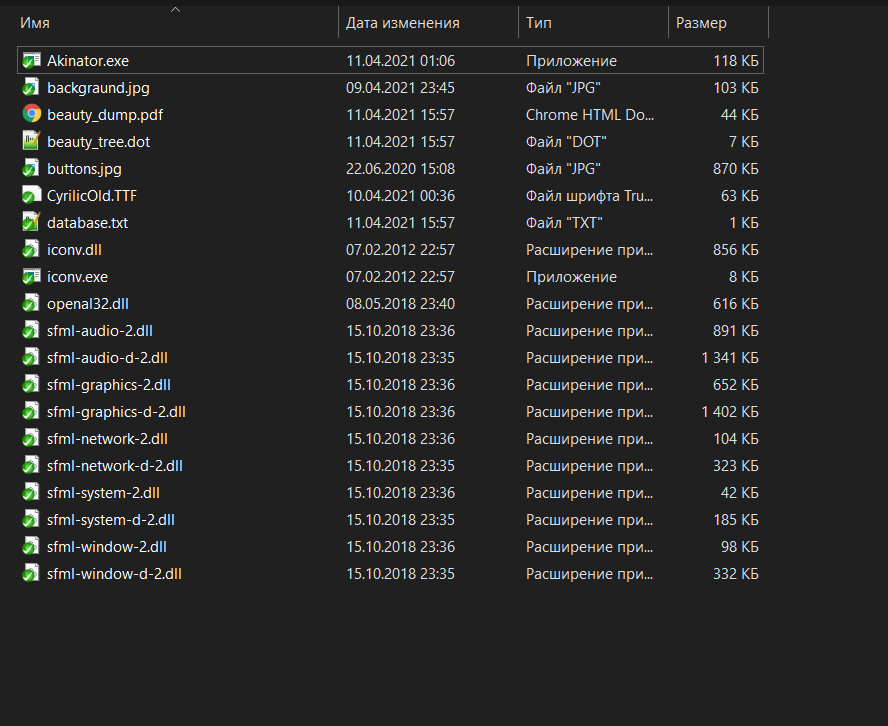 Имя Дата изменения Тип Размер
Akinator.exe 11.04.2021 01:06 Приложение 118 КБ
backgraund.jpg 09.04.2021 23:45 Файл "JPG" 103 КБ
beauty_dump.pdf 11.04.2021 15:57 Chrome HTML Do... 44 КБ
beauty_tree.dot 11.04.2021 15:57 Файл "DOT" 7 КБ
buttons.jpg 22.06.2020 15:08 Файл "JPG" 870 КБ
CyrilicOld.TTF 10.04.2021 00:36 Файл шрифта Tru... 63 КБ
database.txt 11.04.2021 15:57 Файл "TXT" 1 КБ
iconv.dll 07.02.2012 22:57 Расширение при... 856 КБ
iconv.exe 07.02.2012 22:57 Приложение 8 КБ
openal32.dll 08.05.2018 23:40 Расширение при... 616 КБ
sfml-audio-2.dll 15.10.2018 23:36 Расширение при... 891 КБ
sfml-audio-d-2.dll 15.10.2018 23:35 Расширение при... 1 341 КБ
sfml-graphics-2.dll 15.10.2018 23:36 Расширение при... 652 КБ
sfml-graphics-d-2.dll 15.10.2018 23:35 Расширение при... 1 402 КБ
sfml-network-2.dll 15.10.2018 23:36 Расширение при... 104 КБ
sfml-network-d-2.dll 15.10.2018 23:35 Расширение при... 323 КБ
sfml-system-2.dll 15.10.2018 23:36 Расширение при... 42 КБ
sfml-system-d-2.dll 15.10.2018 23:35 Расширение при... 185 КБ
sfml-window-2.dll 15.10.2018 23:36 Расширение при... 98 КБ
sfml-window-d-2.dll 15.10.2018 23:35 Расширение при... 332 КБ